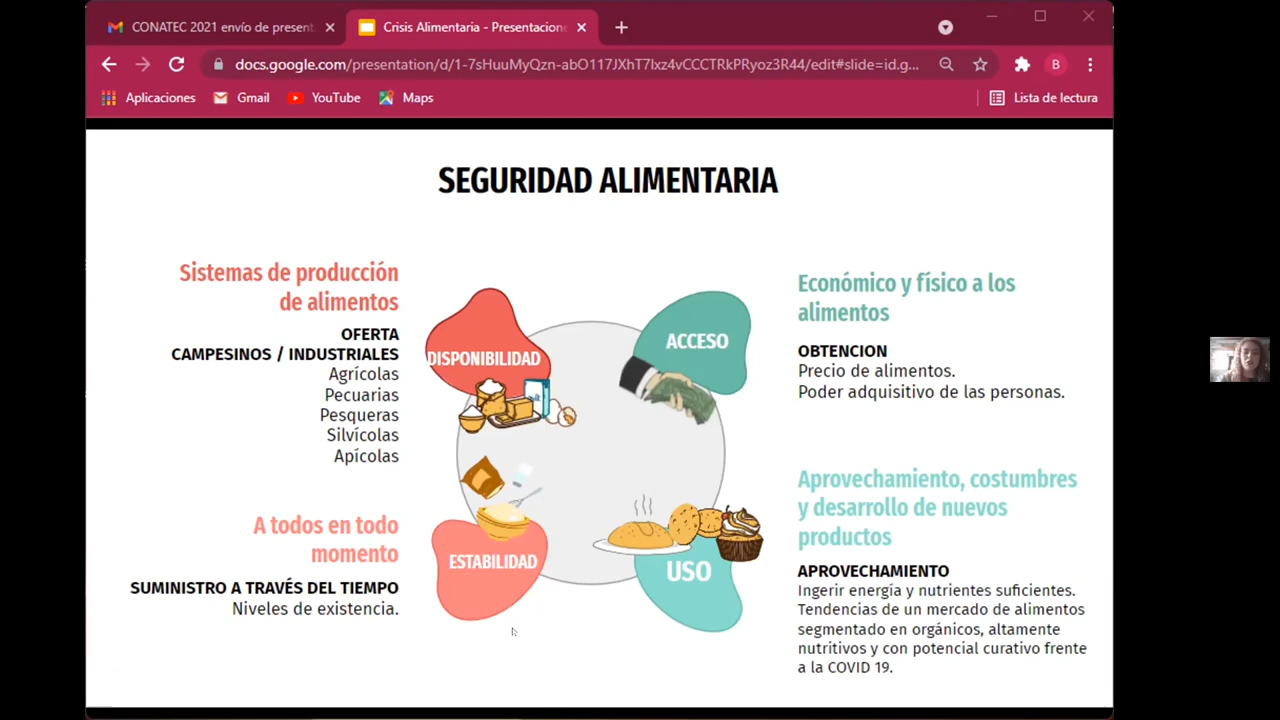 CONATEC 2021 envío de present
Crisis Alimentaria - Presentacione
docs.google.com/presentation/d/1-7sHuuMyQzn-abO117JXhT7lxz4vCCCTRkPRyoz3R44/edit#slide=id.g...
B
Aplicaciones
Gmail
YouTube
Maps
Lista de lectura
SEGURIDAD ALIMENTARIA
Sistemas de producción
de alimentos
OFERTA
CAMPESINOS / INDUSTRIALES
Agrícolas
Pecuarias
Pesqueras
Silvícolas
Apícolas
DISPONIBILIDAD
ACCESO
Económico y físico a los
alimentos
OBTENCION
Precio de alimentos.
Poder adquisitivo de las personas.
A todos en todo
momento
SUMINISTRO A TRAVÉS DEL TIEMPO
Niveles de existencia.
ESTABILIDAD
USO
Aprovechamiento, costumbres
y desarrollo de nuevos
productos
APROVECHAMIENTO
Ingerir energía y nutrientes suficientes.
Tendencias de un mercado de alimentos
segmentado en orgánicos, altamente
nutritivos y con potencial curativo frente
a la COVID 19.